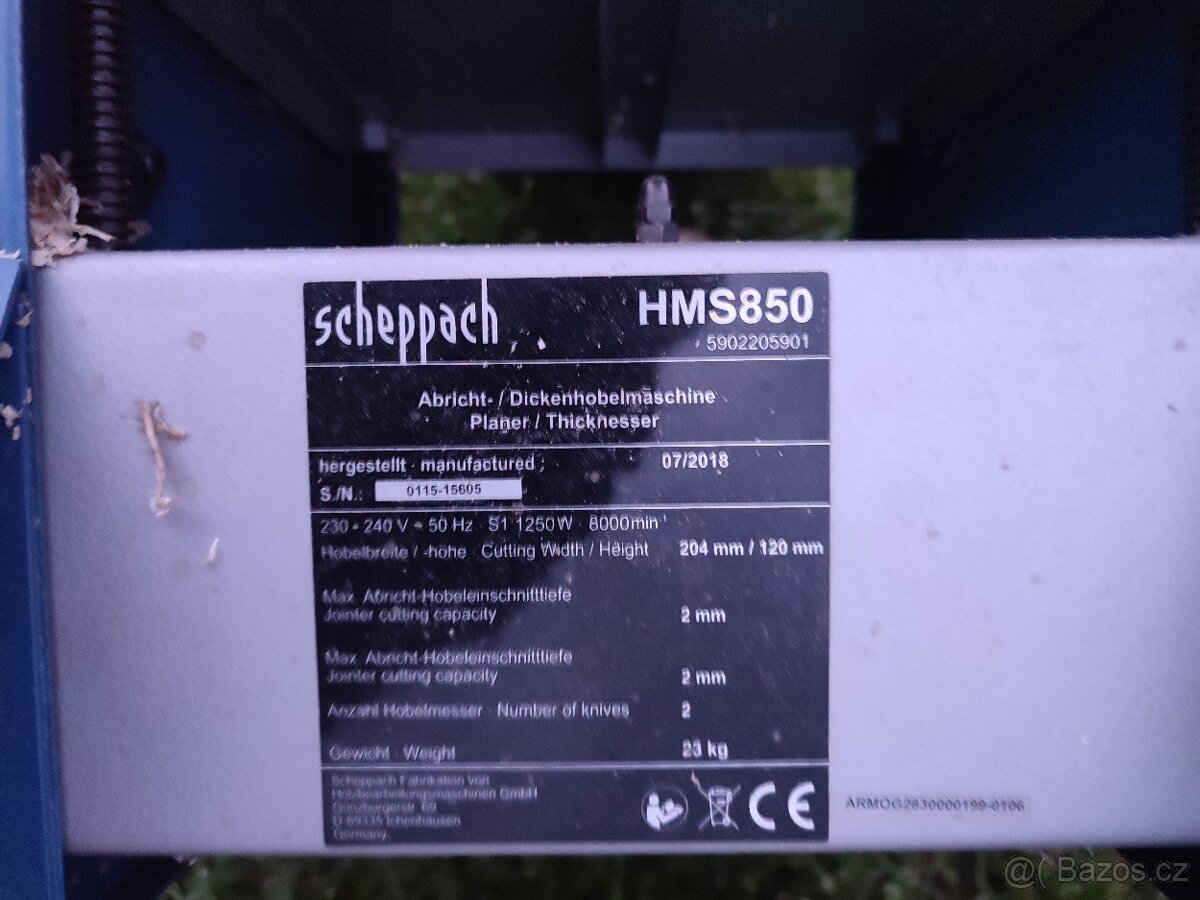 scheppach HMS850
5902205901
Abricht- / Dickenhobelmaschine
Planer / Thicknesser
hergestellt · manufactured : 07/2018
S./N.: 0115-15605
230 - 240 V ~ 50 Hz S1 1250 W · 8000min⁻¹
Hobelbreite / -höhe · Cutting Width / Height 204 mm / 120 mm
Max. Abricht-Hobeleinschnitttiefe
Jointer cutting capacity 2 mm
Max. Abricht-Hobeleinschnitttiefe
Jointer cutting capacity 2 mm
Anzahl Hobelmesser · Number of knives 2
Gewicht · Weight 23 kg
Scheppach Fabrikation von
Holzbearbeitungsmaschinen GmbH
Günzburgerstr. 69
D-89335 Ichenhausen
Germany
CE
ARMOG2830000199-0106
@( Bazos.cz